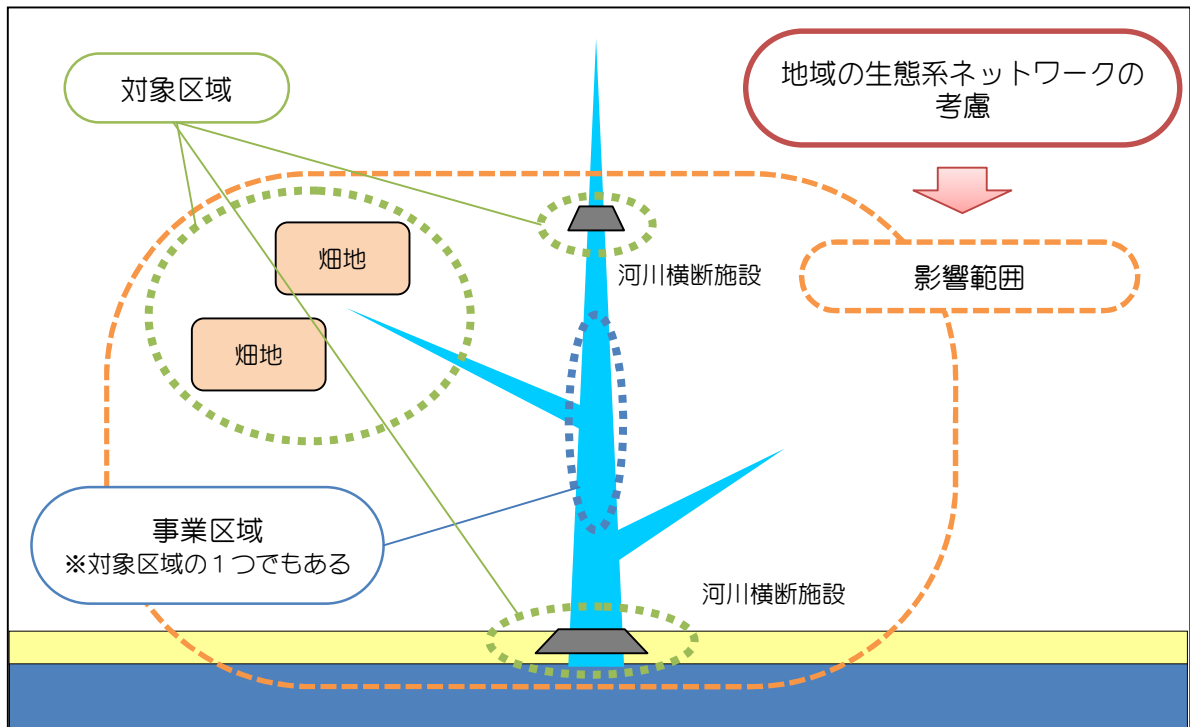 対象区域
地域の生態系ネットワークの
考慮
畑地
河川横断施設
影響範囲
畑地
事業区域
※対象区域の１つでもある
河川横断施設